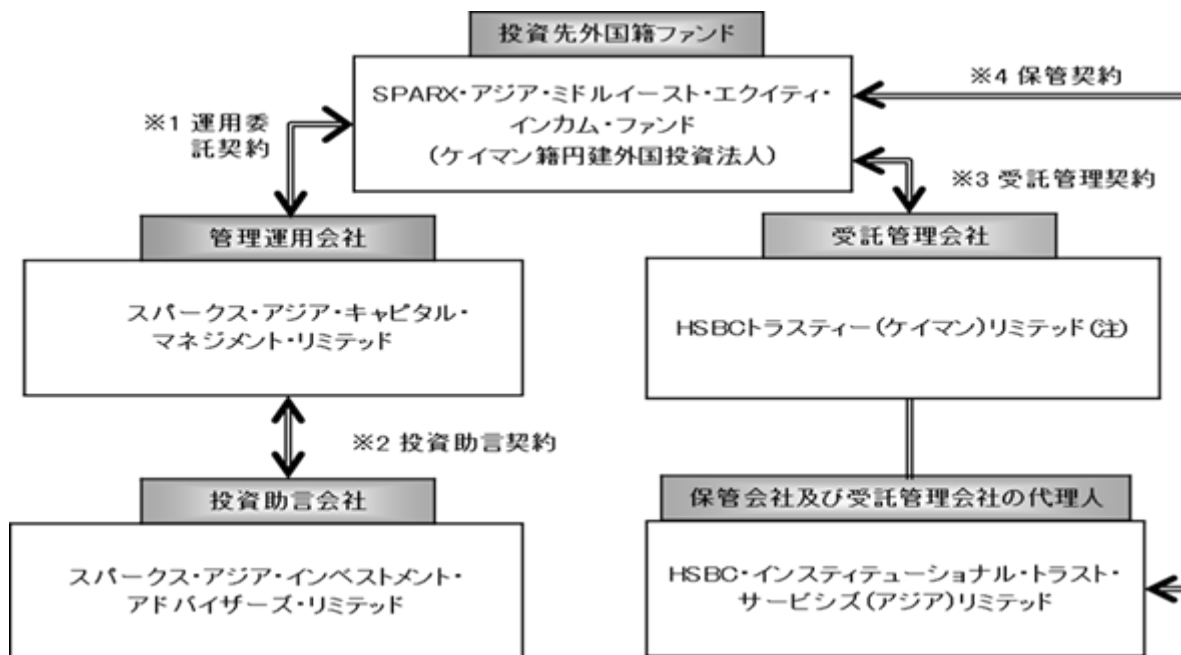 投資先外国籍ファンド
SPARX・アジア・ミドルイースト・エクイティ・
インカム・ファンド
(ケイマン籍円建外国投資法人)
※4 保管契約
※1 運用委
託契約
※3 受託管理契約
管理運用会社
スパークス・アジア・キャピタル・
マネジメント・リミテッド
受託管理会社
HSBCトラスティー(ケイマン)リミテッド(注)
※2 投資助言契約
投資助言会社
スパークス・アジア・インベストメント・
アドバイザーズ・リミテッド
保管会社及び受託管理会社の代理人
HSBC・インスティテューショナル・トラスト・
サービシズ(アジア)リミテッド